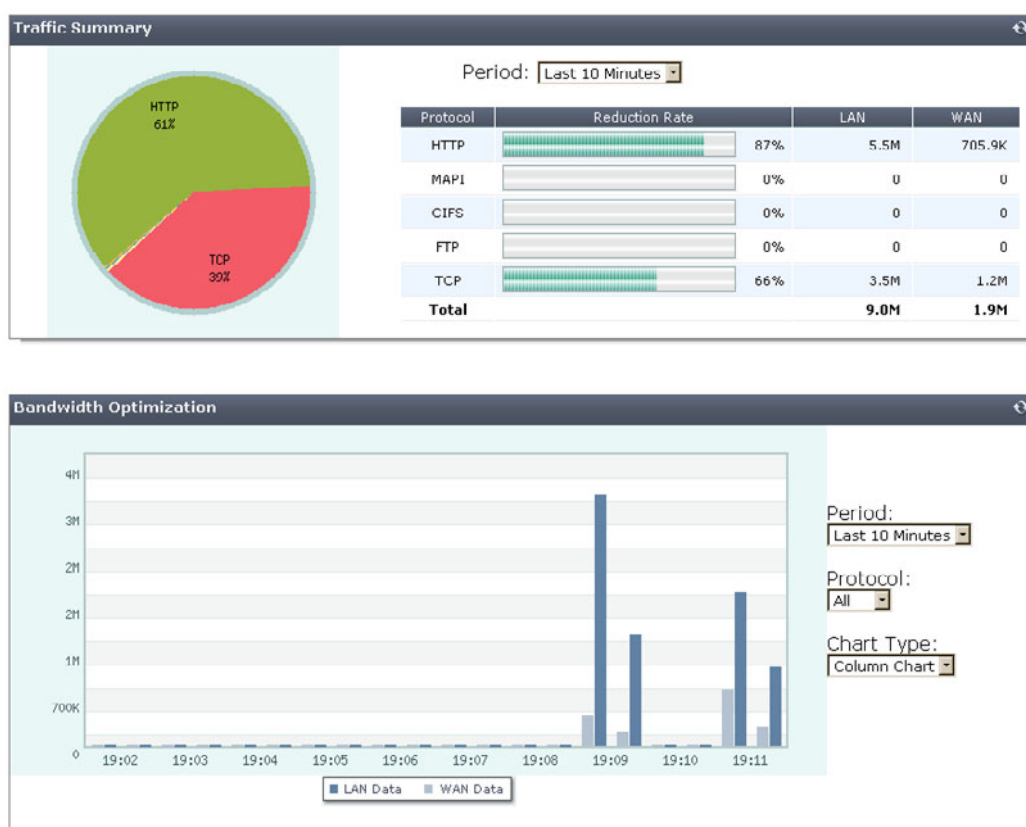 Traffic Summary
Period: Last 10 Minutes
HTTP
61%
TCP
39%
Protocol Reduction Rate LAN WAN
HTTP 87% 5.5M 705.9K
MAPI 0% 0 0
CIFS 0% 0 0
FTP 0% 0 0
TCP 66% 3.5M 1.2M
Total 9.0M 1.9M
Bandwidth Optimization
4M
3M
2M
2M
1M
700K
0
19:02 19:03 19:04 19:05 19:06 19:07 19:08 19:09 19:10 19:11
LAN Data WAN Data
Period:
Last 10 Minutes
Protocol:
All
Chart Type:
Column Chart